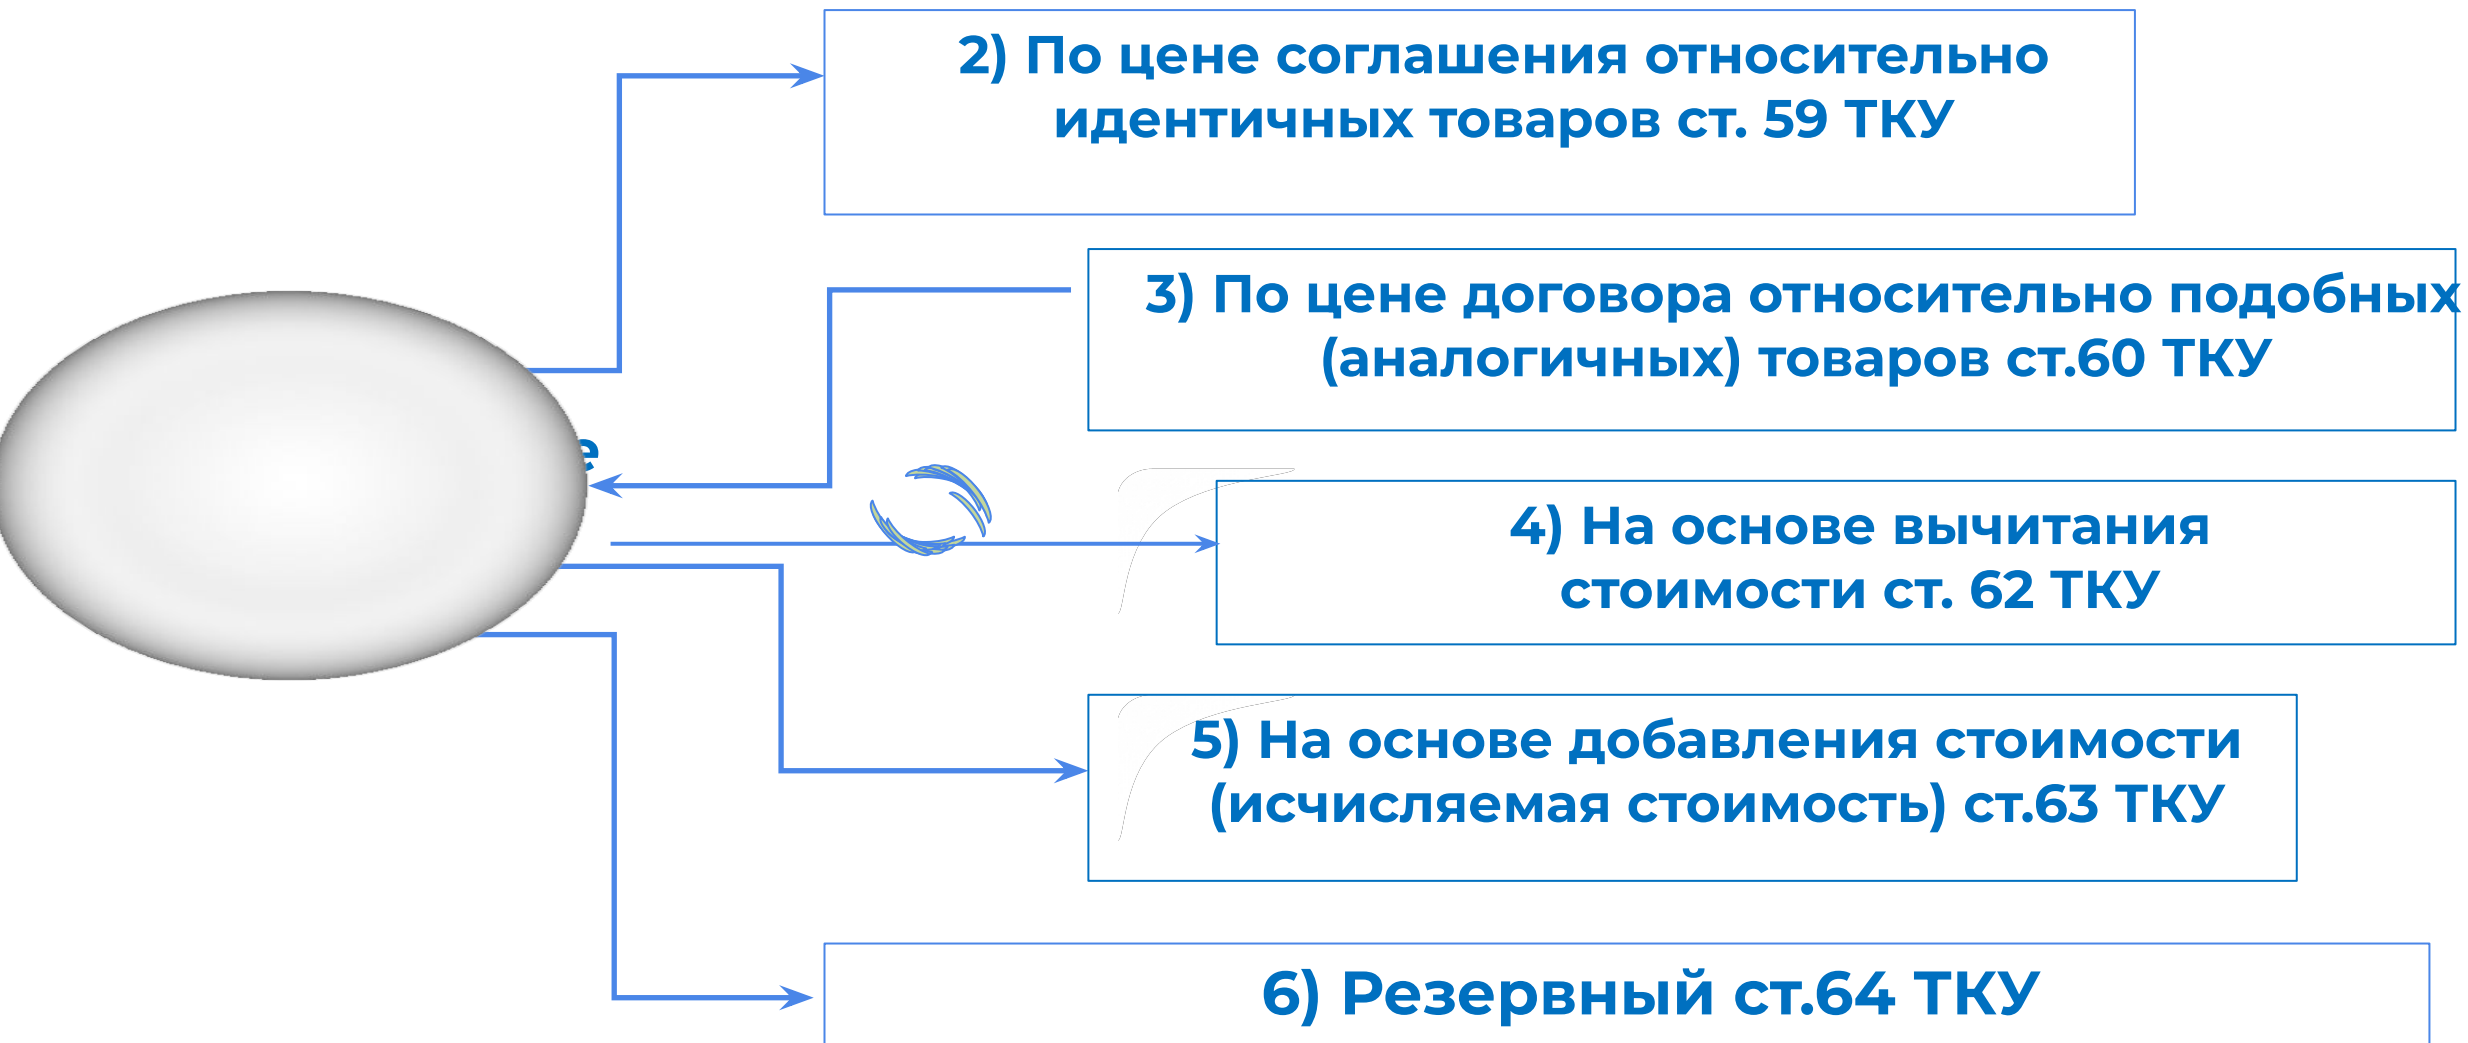 2) По цене соглашения относительно
идентичных товаров ст. 59 ТКУ
3) По цене договора относительно подобных
(аналогичных) товаров ст.60 ТКУ
4) На основе вычитания
стоимости ст. 62 ТКУ
5) На основе добавления стоимости
(исчисляемая стоимость) ст.63 ТКУ
6) Резервный ст.64 ТКУ